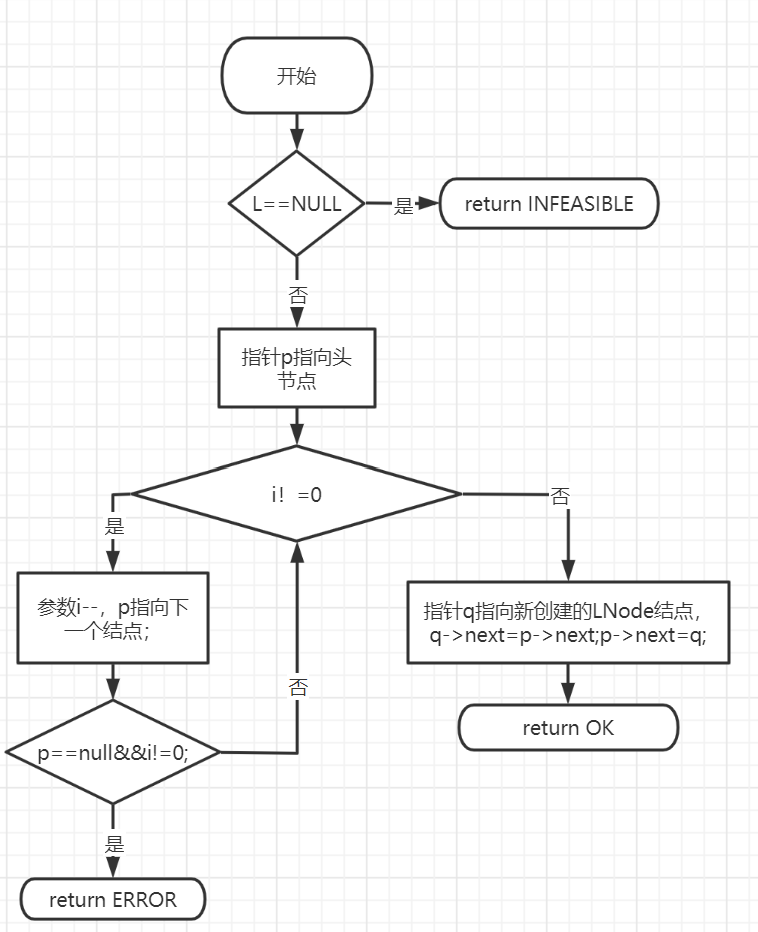 开始
L==NULL
是
return INFEASIBLE
否
指针p指向头
节点
i！=0
是
否
参数i--，p指向下
一个结点；
指针q指向新创建的LNode结点，
q->next=p->next;p->next=q;
否
p==null&&i!=0;
return OK
是
return ERROR